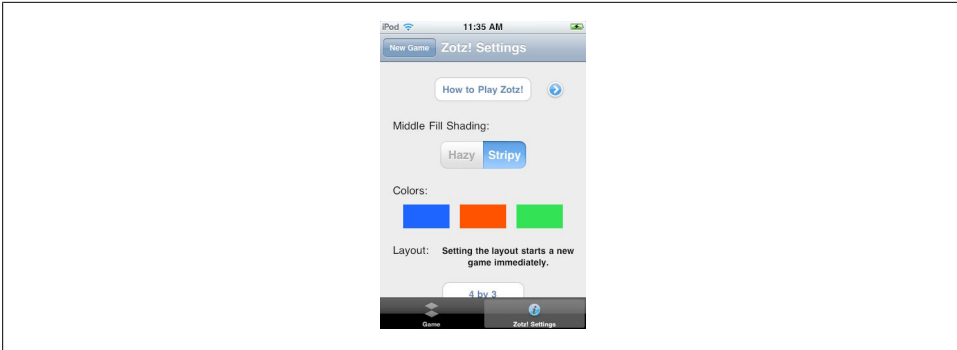 iPod 11:35 AM
New Game Zotz! Settings
How to Play Zotz!
Middle Fill Shading:
Hazy Stripy
Colors:
Layout: Setting the layout starts a new
game immediately.
4 by 3
Game Zotz! Settings